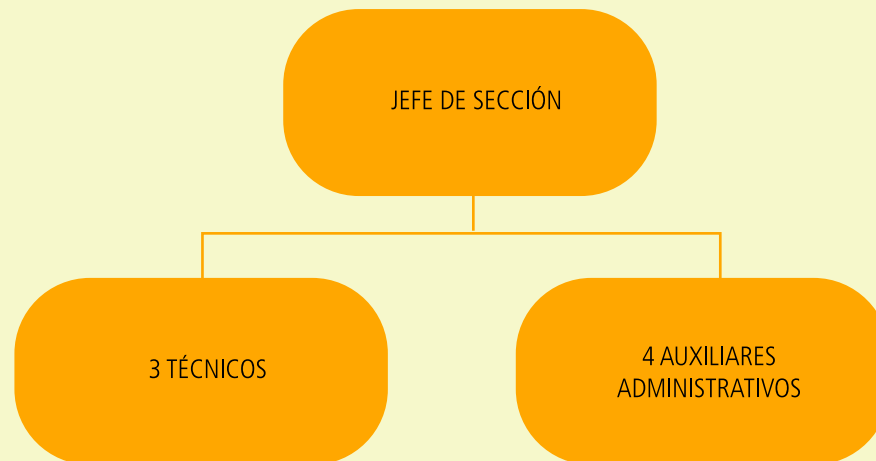 JEFE DE SECCIÓN
3 TÉCNICOS
4 AUXILIARES
ADMINISTRATIVOS